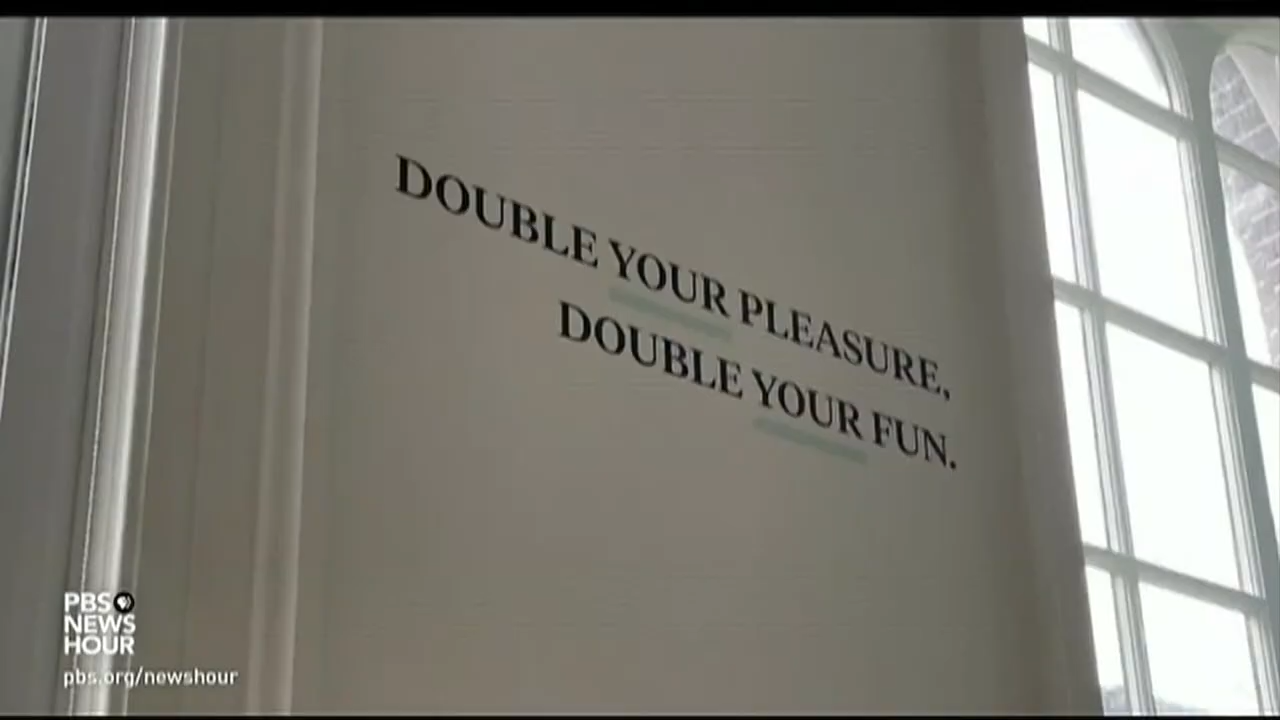 DOUBLE YOUR PLEASURE,
DOUBLE YOUR FUN.
PBS
NEWS
HOUR
pbs.org/newshour